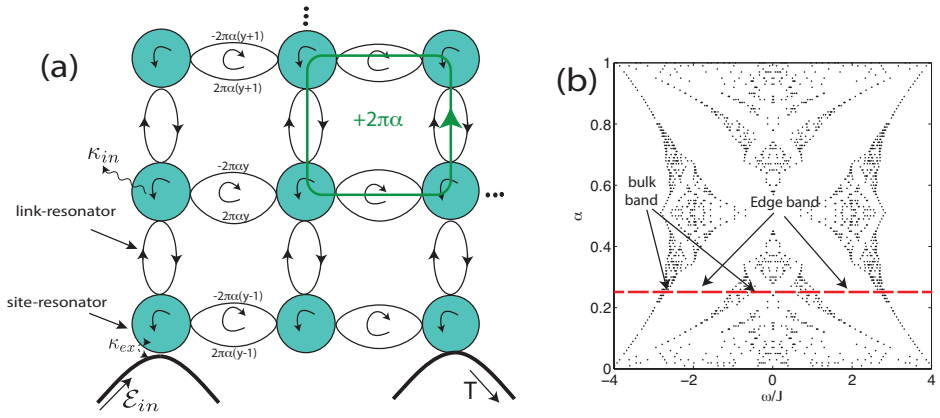 (a)
-2πα(y+1)
2πα(y+1)
+2πα
κin
-2παy
2παy
link-resonator
site-resonator
-2πα(y-1)
2πα(y-1)
κex
Ein
T
(b)
1
0.8
0.6
α
0.4
0.2
0
bulk
band
Edge band
−4
−2
0
2
4
ω/J